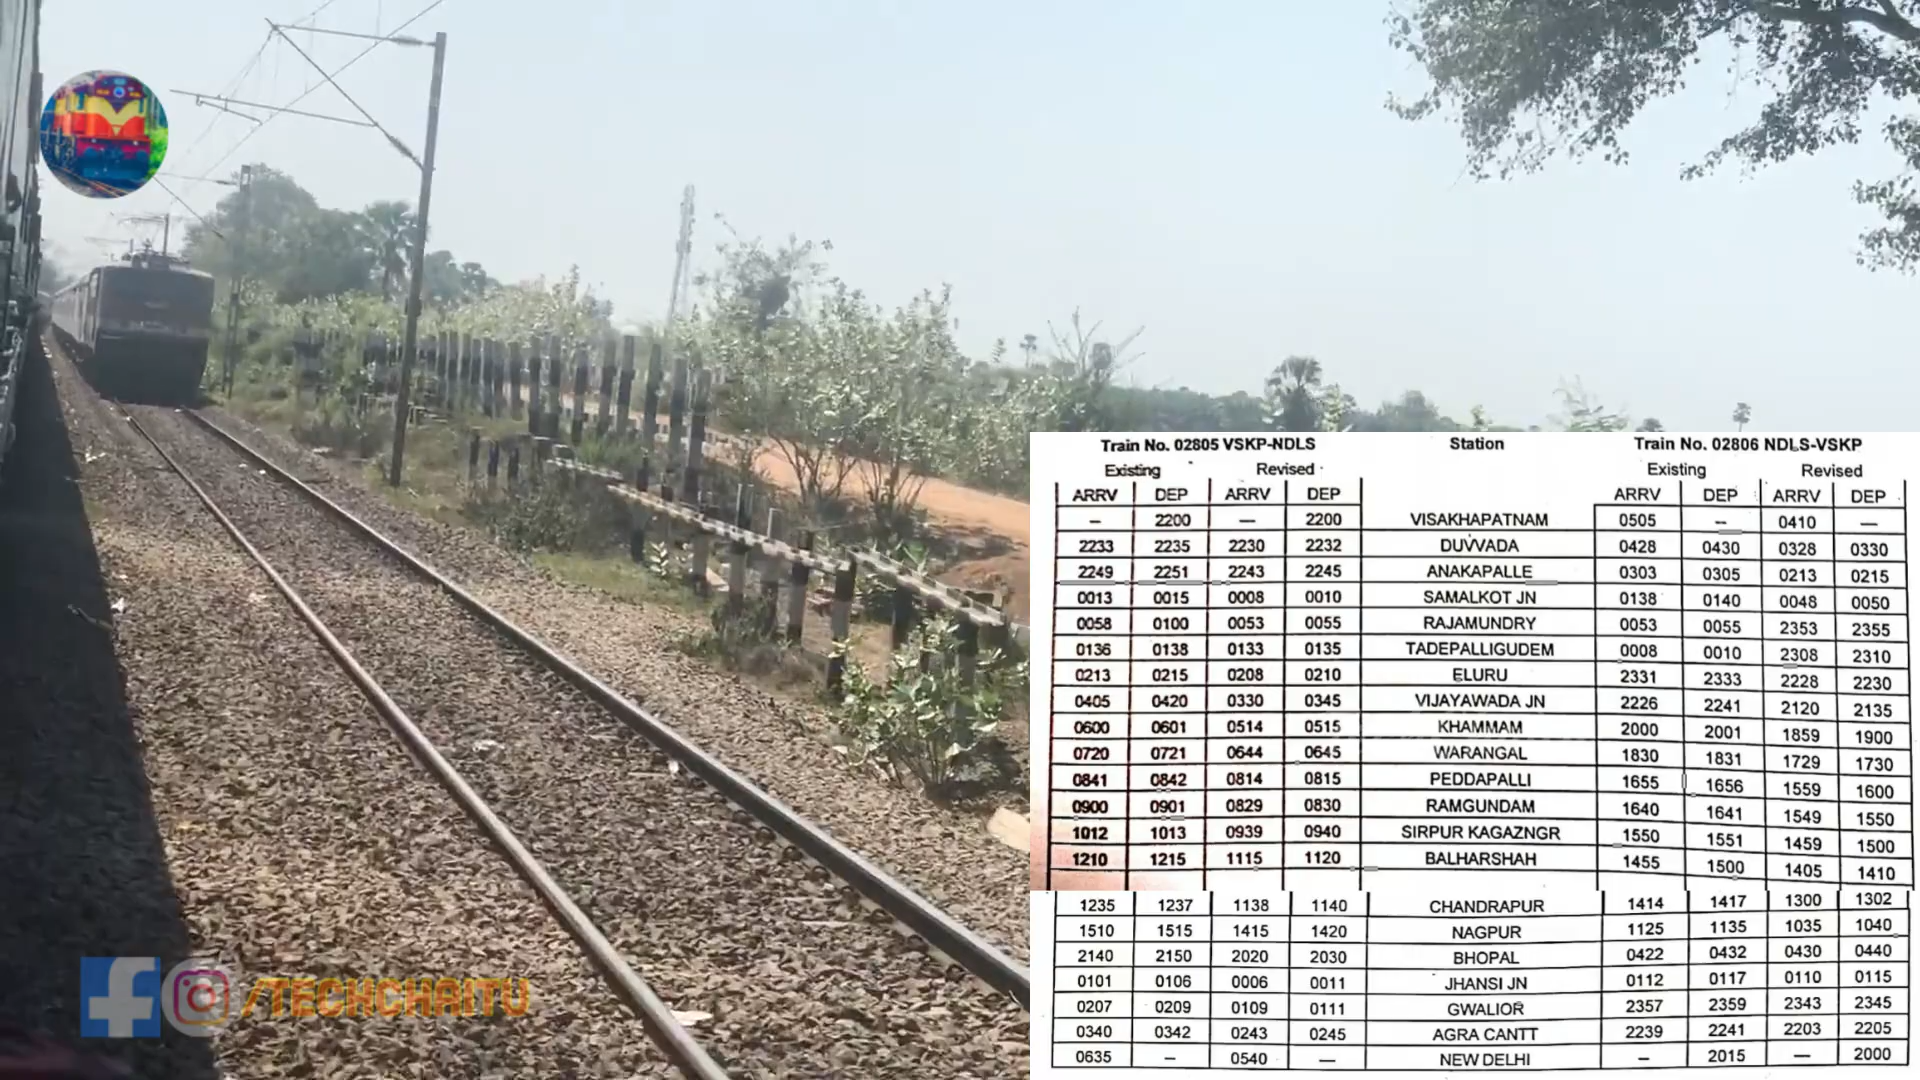 Train No. 02805 VSKP-NDLS Station Train No. 02806 NDLS-VSKP
Existing Revised Existing Revised
ARRV DEP ARRV DEP ARRV DEP ARRV DEP
– 2200 — 2200 VISAKHAPATNAM 0505 – 0410 —
2233 2235 2230 2232 DUVVADA 0428 0430 0328 0330
2249 2251 2243 2245 ANAKAPALLE 0303 0305 0213 0215
0013 0015 0008 0010 SAMALKOT JN 0138 0140 0048 0050
0058 0100 0053 0055 RAJAMUNDRY 0053 0055 2353 2355
0136 0138 0133 0135 TADEPALLIGUDEM 0008 0010 2308 2310
0213 0215 0208 0210 ELURU 2331 2333 2228 2230
0405 0420 0330 0345 VIJAYAWADA JN 2226 2241 2120 2135
0600 0601 0514 0515 KHAMMAM 2000 2001 1859 1900
0720 0721 0644 0645 WARANGAL 1830 1831 1729 1730
0841 0842 0814 0815 PEDDAPALLI 1655 1656 1559 1600
0900 0901 0829 0830 RAMGUNDAM 1640 1641 1549 1550
1012 1013 0939 0940 SIRPUR KAGAZNGR 1550 1551 1459 1500
1210 1215 1115 1120 BALHARSHAH 1455 1500 1405 1410
1235 1237 1138 1140 CHANDRAPUR 1414 1417 1300 1302
1510 1515 1415 1420 NAGPUR 1125 1135 1035 1040
2140 2150 2020 2030 BHOPAL 0422 0432 0430 0440
0101 0106 0006 0011 JHANSI JN 0112 0117 0110 0115
0207 0209 0109 0111 GWALIOR 2357 2359 2343 2345
0340 0342 0243 0245 AGRA CANTT 2239 2241 2203 2205
0635 – 0540 — NEW DELHI – 2015 — 2000
/TECHCHAITU